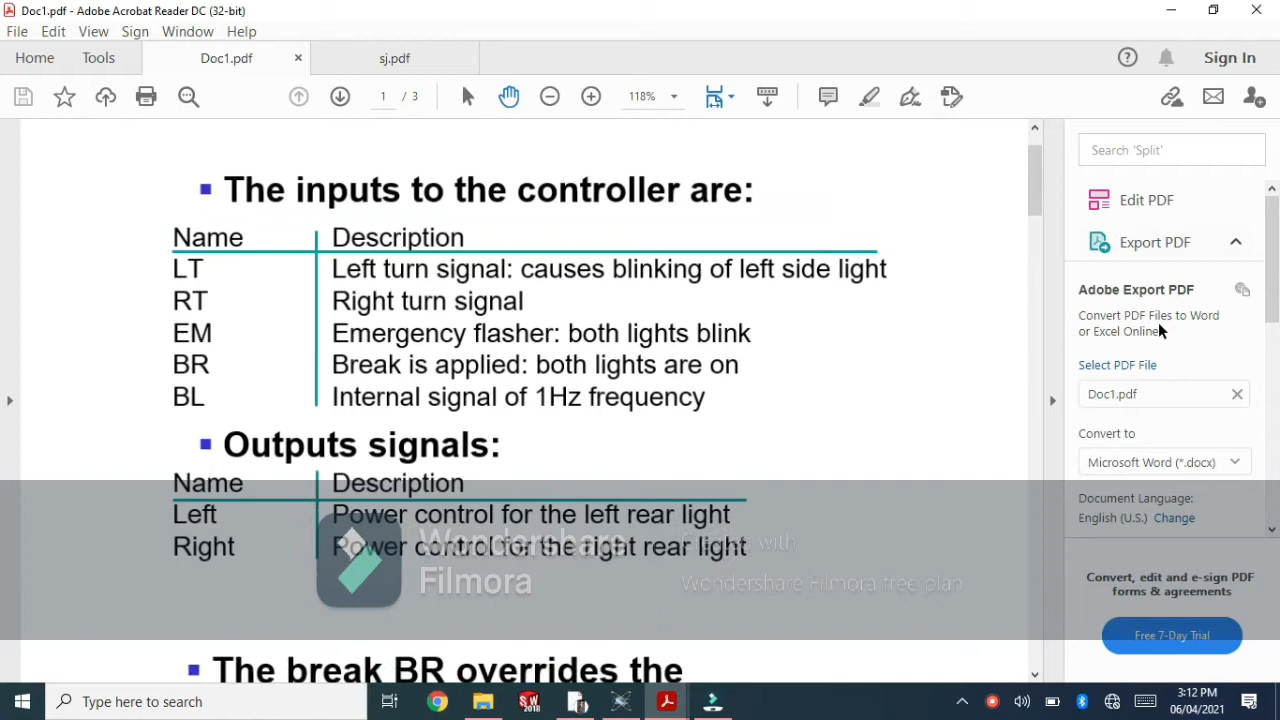 Doc1.pdf - Adobe Acrobat Reader DC (32-bit)
File Edit View Sign Window Help
Home Tools Doc1.pdf sj.pdf Sign In
1 / 3 118%
The inputs to the controller are:
Name Description
LT Left turn signal: causes blinking of left side light
RT Right turn signal
EM Emergency flasher: both lights blink
BR Break is applied: both lights are on
BL Internal signal of 1Hz frequency
Outputs signals:
Name Description
Left Power control for the left rear light
Right Power control for the right rear light
Wondershare
Filmora
Created with
Wondershare Filmora free plan
The break BR overrides the
Search 'Split'
Edit PDF
Export PDF
Adobe Export PDF
Convert PDF Files to Word
or Excel Online
Select PDF File
Doc1.pdf
Convert to
Microsoft Word (*.docx)
Document Language:
English (U.S.) Change
Convert, edit and e-sign PDF
forms & agreements
Free 7-Day Trial
Type here to search
SW
2018
3:12 PM
06/04/2021